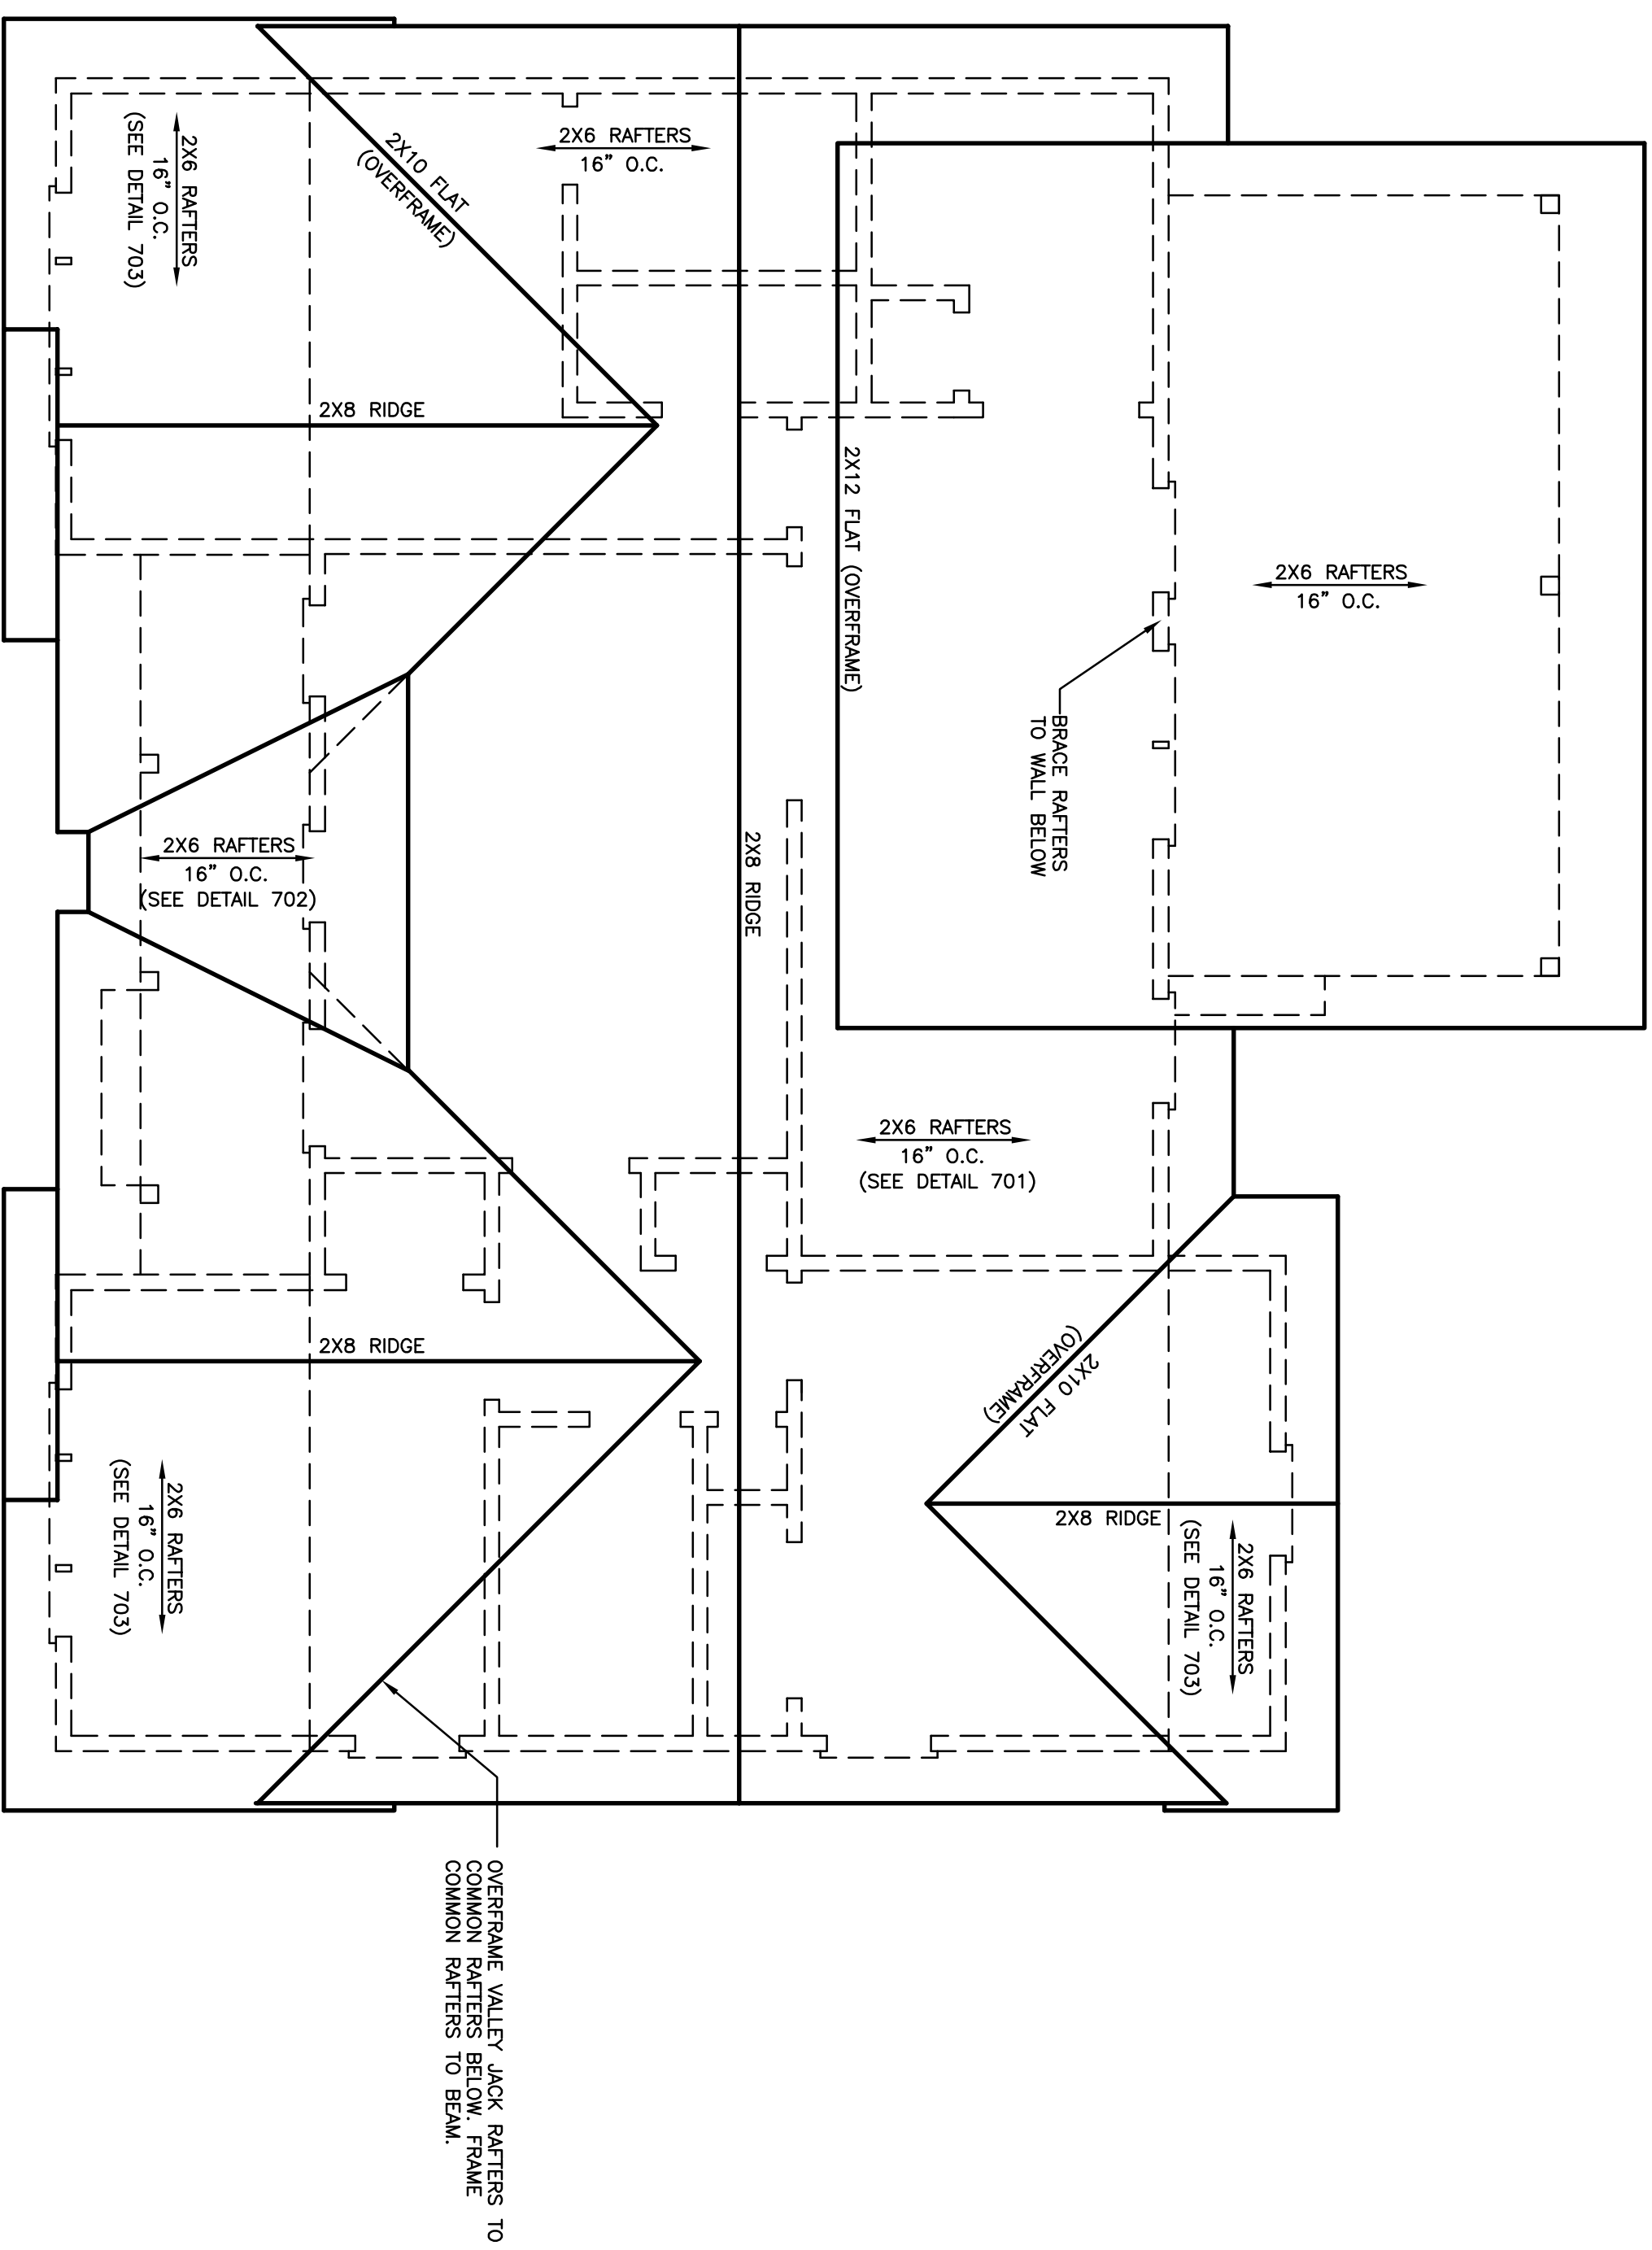 2X6 RAFTERS
16" O.C.
(SEE DETAIL 703)
2X10 FLAT
(OVERFRAME)
2X6 RAFTERS
16" O.C.
2X8 RIDGE
2X12 FLAT (OVERFRAME)
2X6 RAFTERS
16" O.C.
BRACE RAFTERS
TO WALL BELOW
2X8 RIDGE
2X6 RAFTERS
16" O.C.
(SEE DETAIL 702)
2X6 RAFTERS
16" O.C.
(SEE DETAIL 701)
2X8 RIDGE
2X10 FLAT
(OVERFRAME)
2X8 RIDGE
2X6 RAFTERS
16" O.C.
(SEE DETAIL 703)
2X6 RAFTERS
16" O.C.
(SEE DETAIL 703)
OVERFRAME VALLEY JACK RAFTERS TO
COMMON RAFTERS BELOW. FRAME
COMMON RAFTERS TO BEAM.